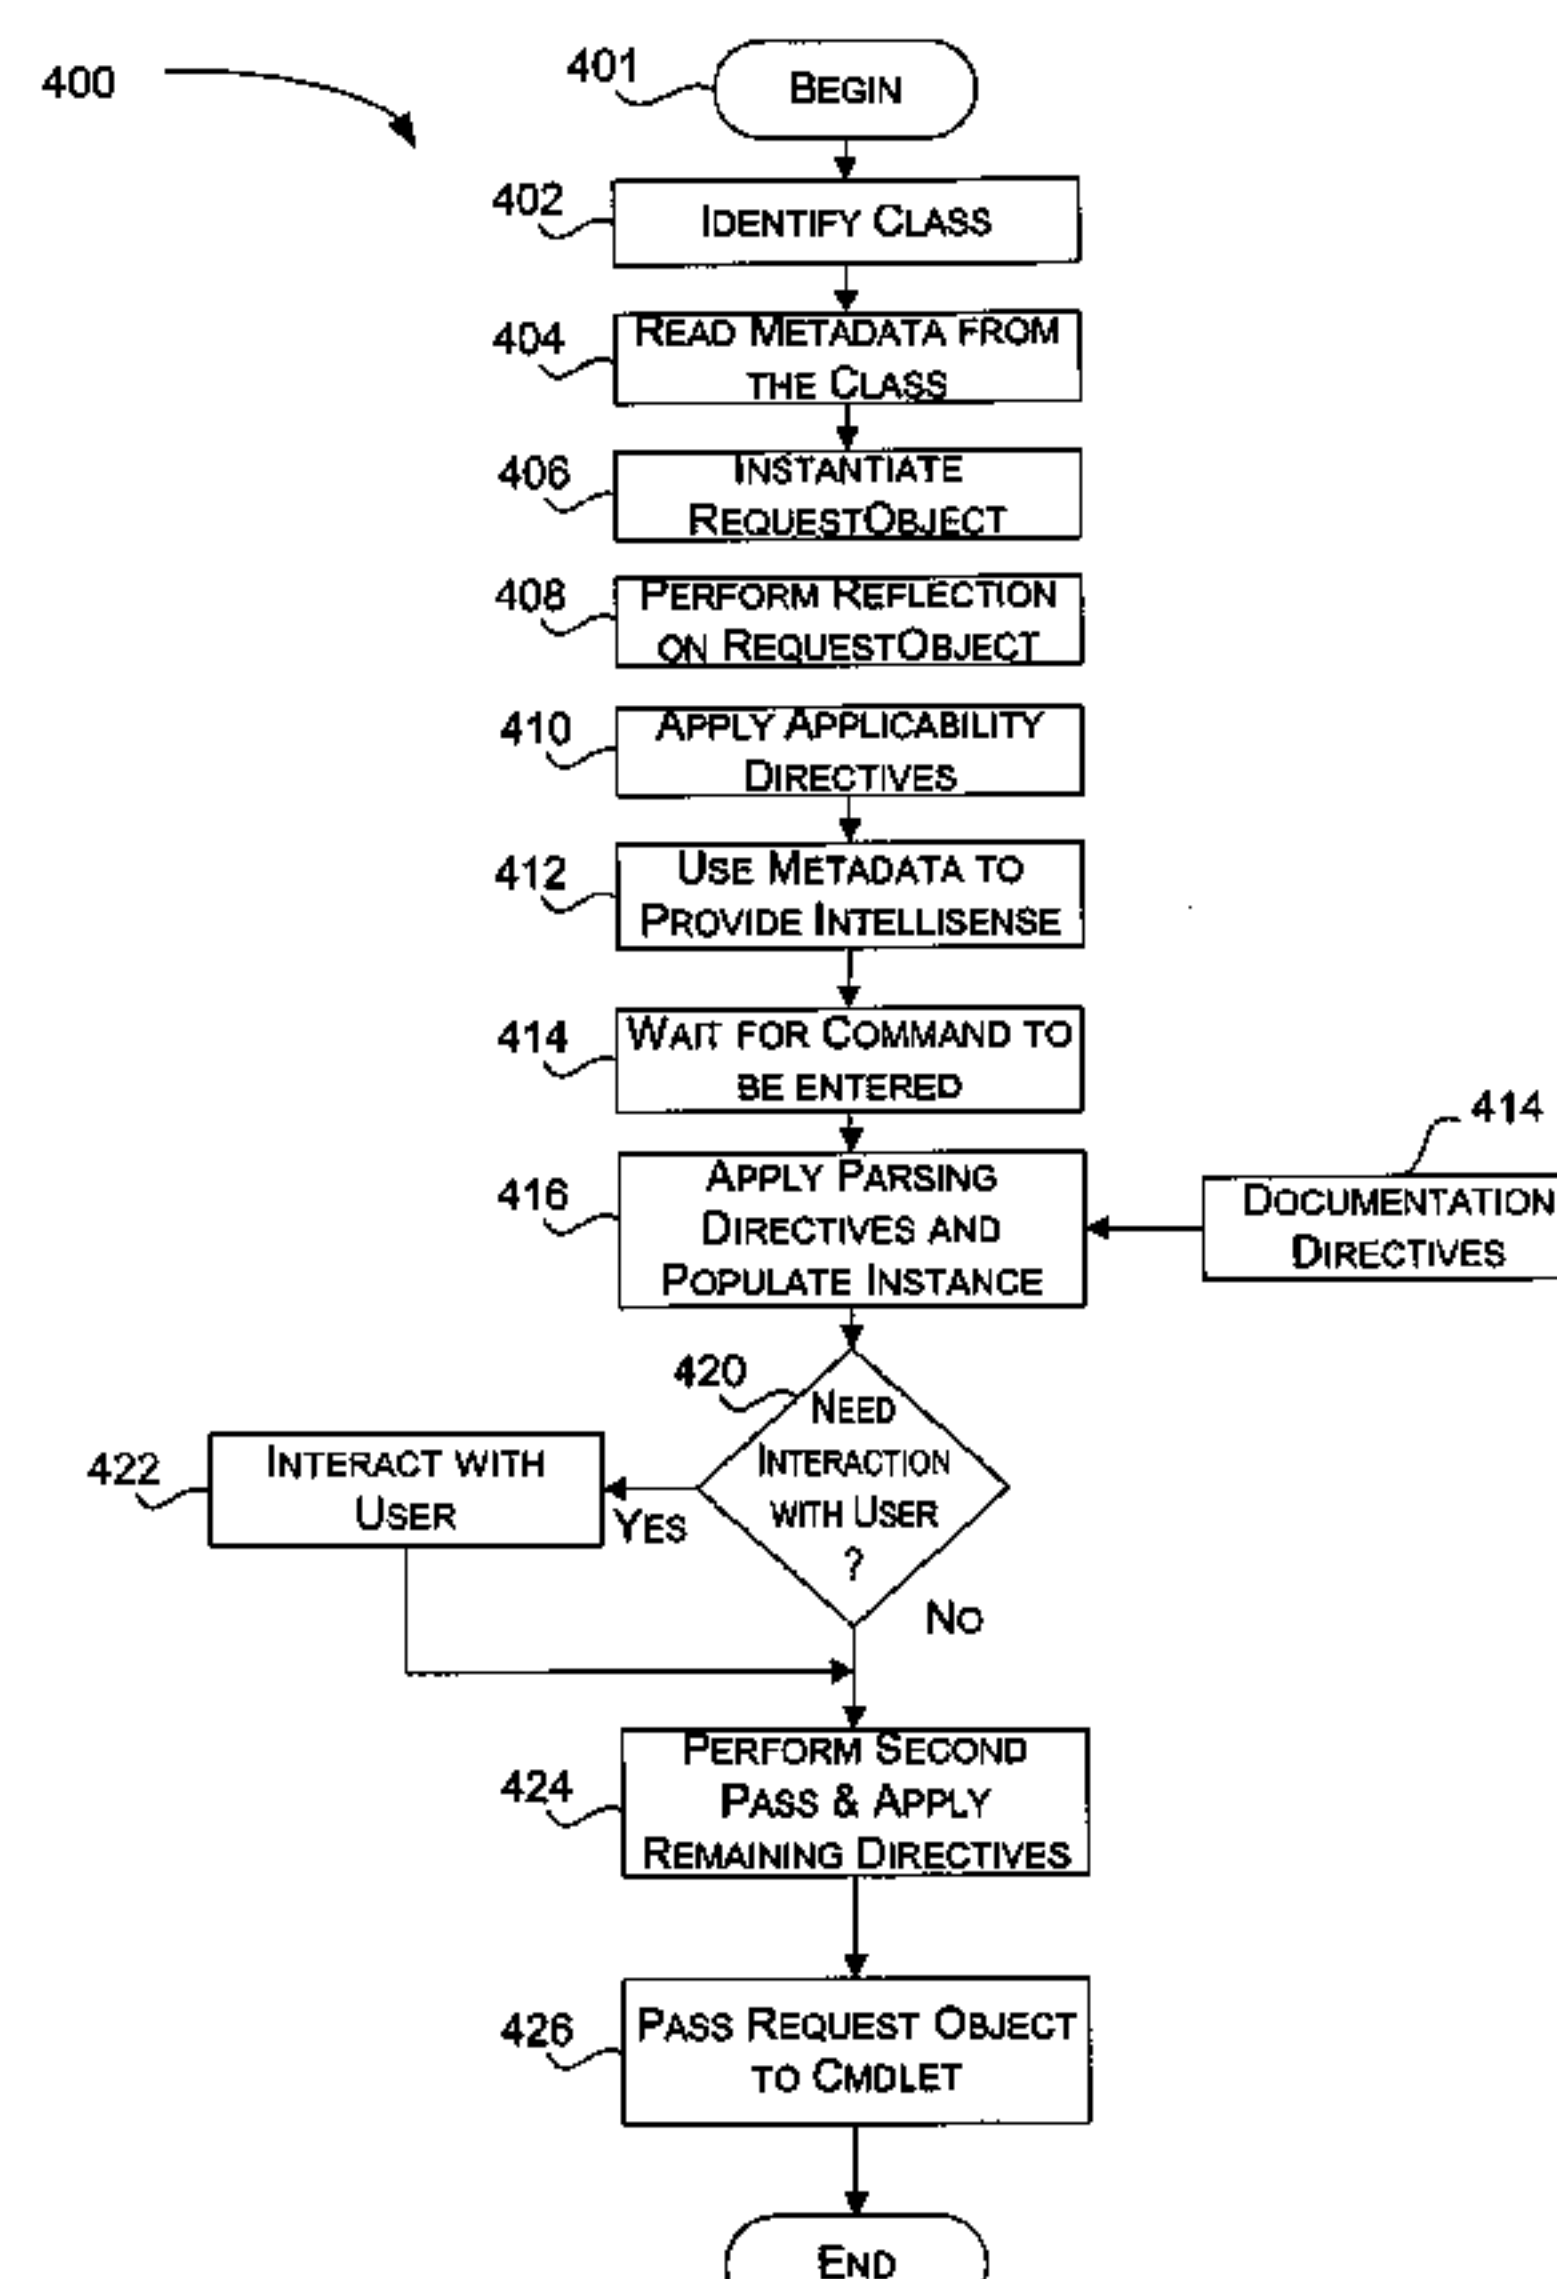 400
401
BEGIN
402
IDENTIFY CLASS
404
READ METADATA FROM
THE CLASS
406
INSTANTIATE
REQUESTOBJECT
408
PERFORM REFLECTION
ON REQUESTOBJECT
410
APPLY APPLICABILITY
DIRECTIVES
412
USE METADATA TO
PROVIDE INTELLISENSE
414
WAIT FOR COMMAND TO
BE ENTERED
416
APPLY PARSING
DIRECTIVES AND
POPULATE INSTANCE
414
DOCUMENTATION
DIRECTIVES
420
NEED
INTERACTION
WITH USER
?
422
INTERACT WITH
USER
YES
NO
424
PERFORM SECOND
PASS & APPLY
REMAINING DIRECTIVES
426
PASS REQUEST OBJECT
TO CMDLET
END